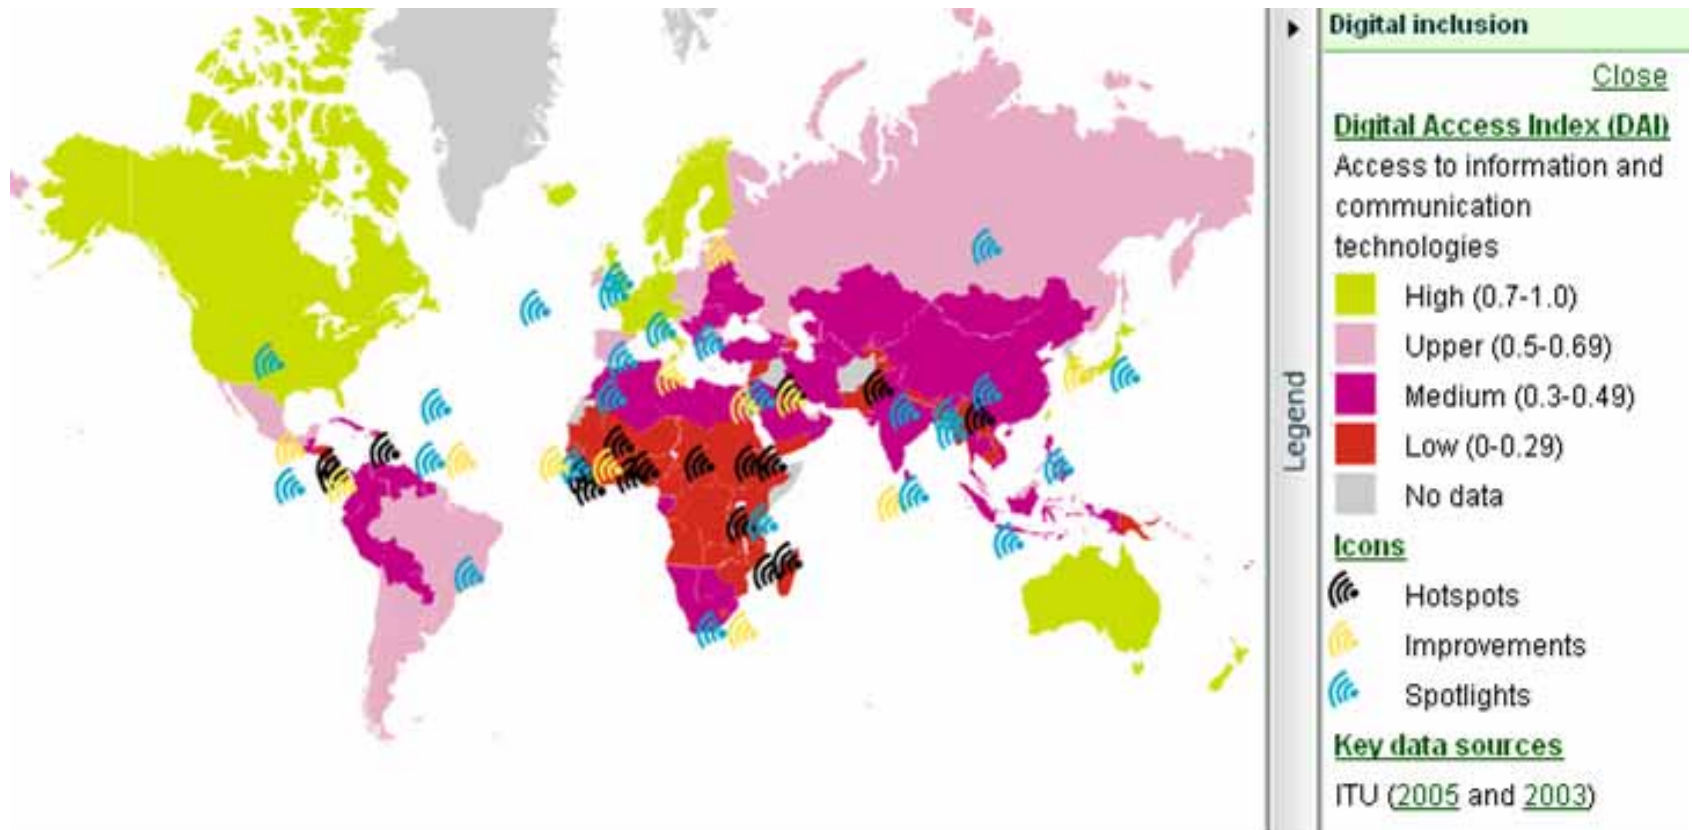 Digital inclusion
Close
Digital Access Index (DAI)
Access to information and
communication
technologies
High (0.7-1.0)
Upper (0.5-0.69)
Medium (0.3-0.49)
Low (0-0.29)
No data
Icons
Hotspots
Improvements
Spotlights
Key data sources
ITU (2005 and 2003)
Legend